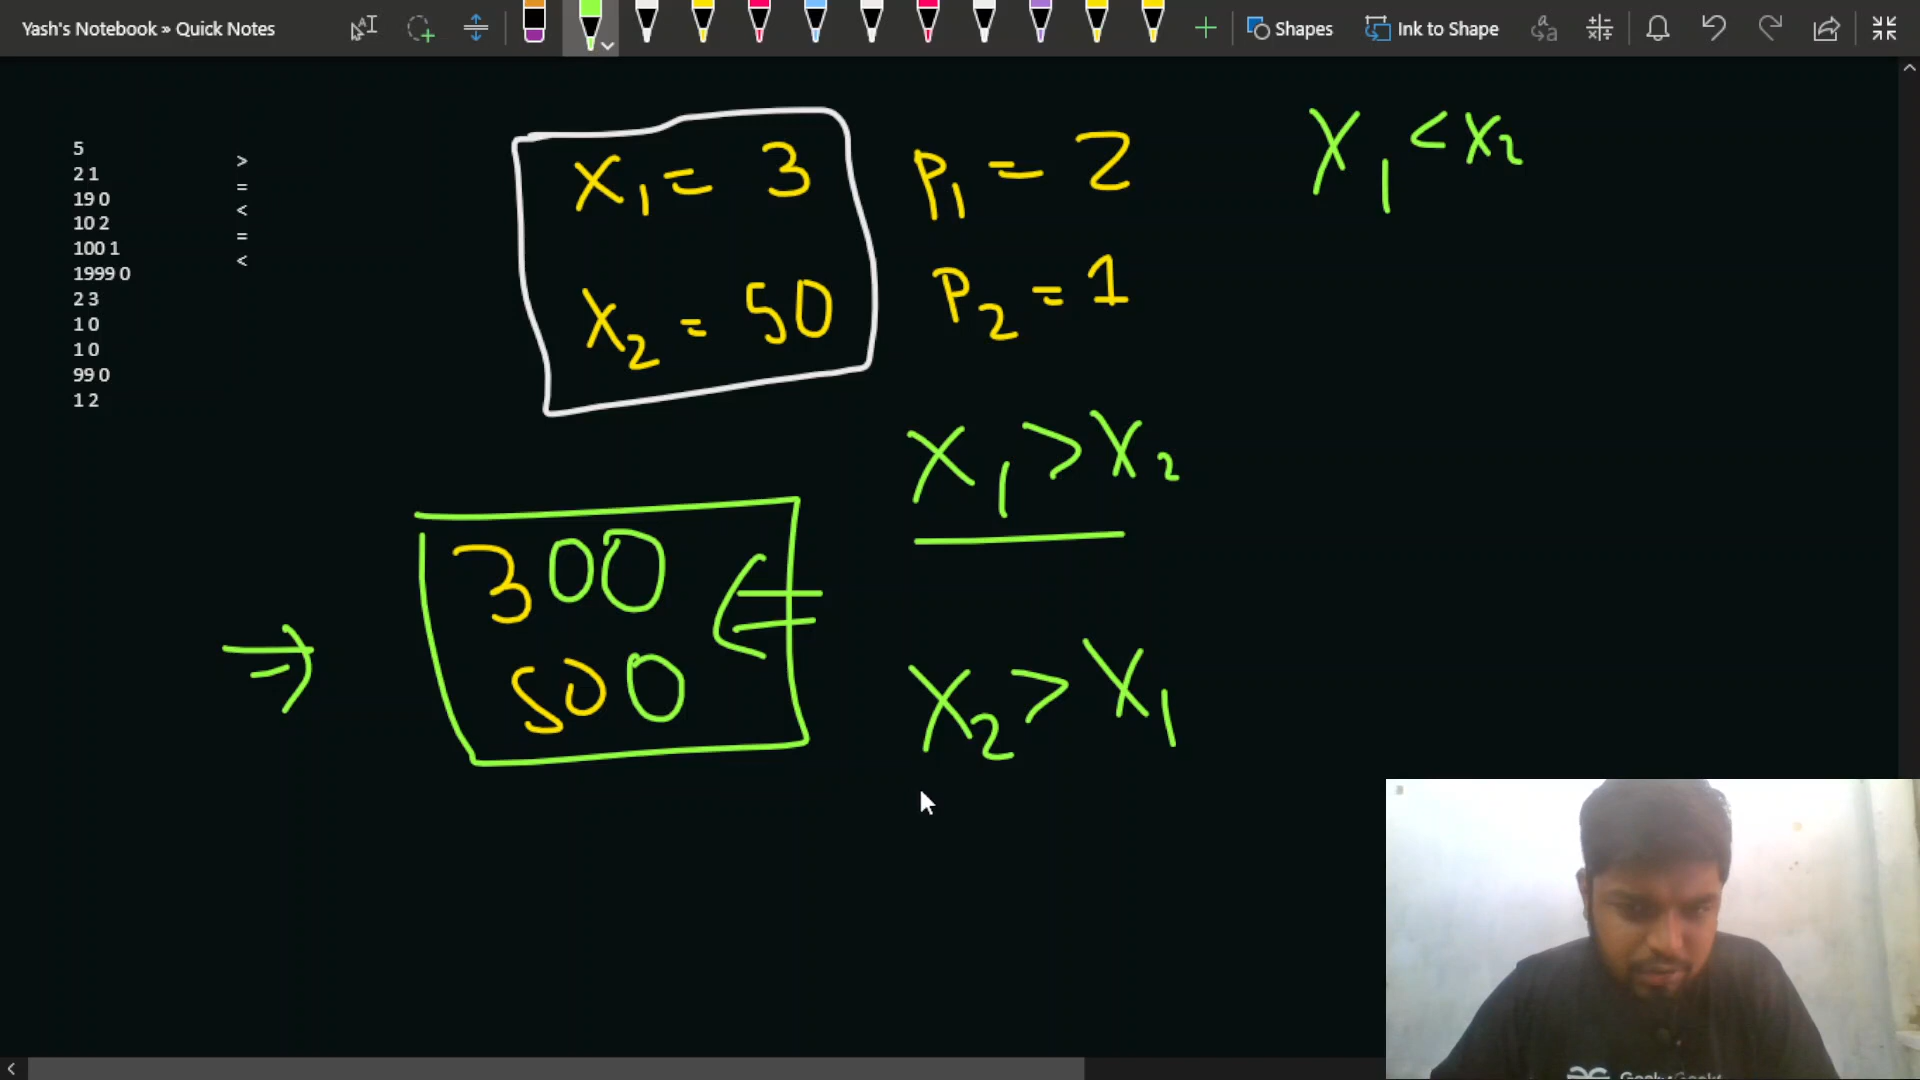 Yash's Notebook » Quick Notes
Shapes
Ink to Shape
5
2 1
19 0
10 2
100 1
1999 0
2 3
1 0
1 0
99 0
1 2
>
=
<
=
<
x₁ = 3
x₂ = 50
P₁ = 2
P₂ = 1
x₁ < x₂
x₁ > x₂
300
500
x₂ > x₁